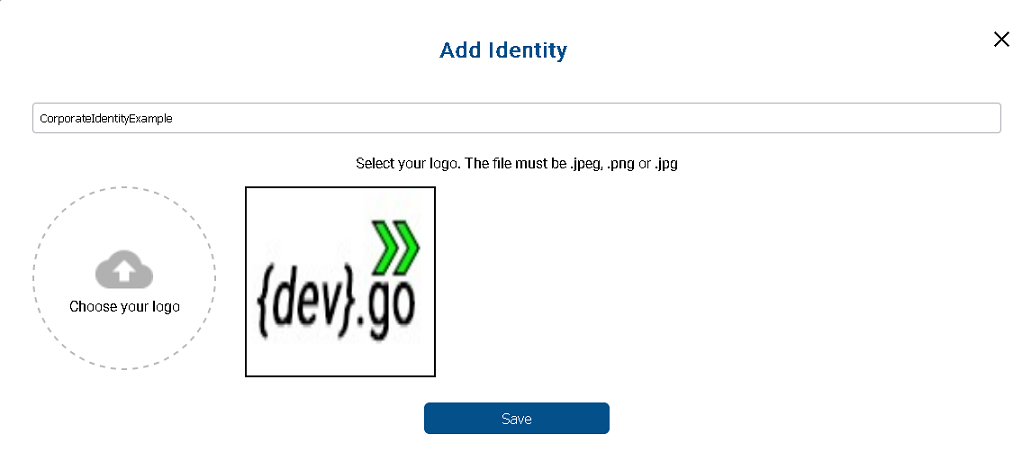 Add Identity
CorporateIdentityExample
Select your logo. The file must be .jpeg, .png or .jpg
Choose your logo
{dev}.go
Save